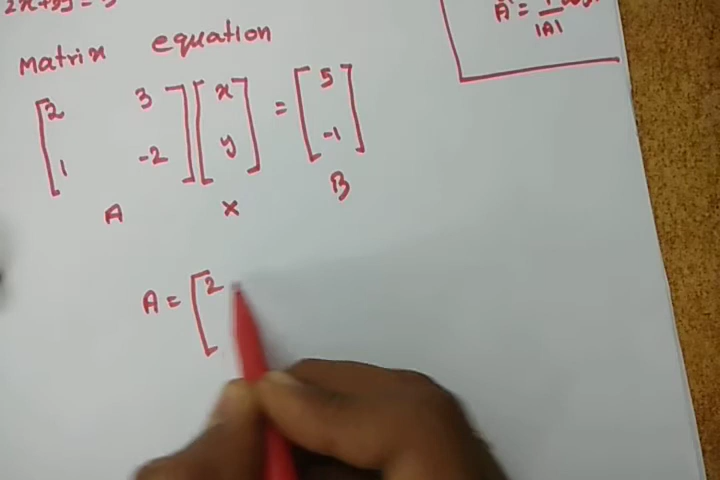 Matrix equation
[2 3
1 -2] [x
y] = [5
-1]
A X B
A = [2
|A|